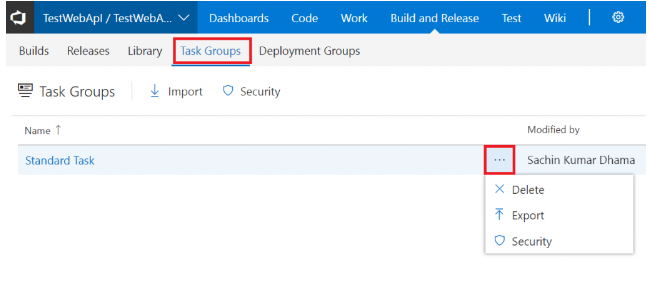 TestWebApl / TestWebA... Dashboards Code Work Build and Release Test Wiki
Builds Releases Library Task Groups Deployment Groups
Task Groups Import Security
Name ↑ Modified by
Standard Task ... Sachin Kumar Dhama
Delete
Export
Security